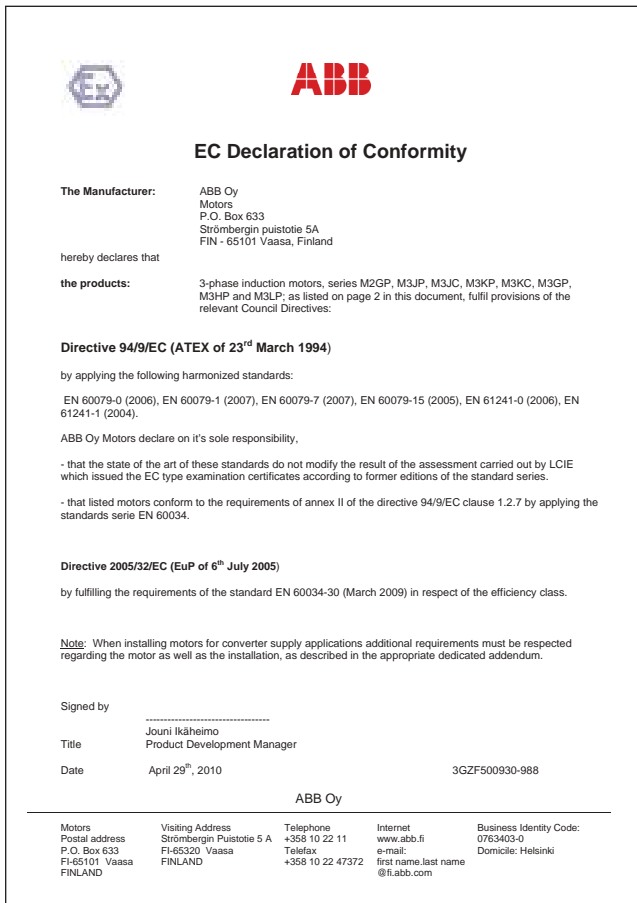 Ex
ABB
EC Declaration of Conformity
The Manufacturer: ABB Oy
Motors
P.O. Box 633
Strömbergin puistotie 5A
FIN - 65101 Vaasa, Finland
hereby declares that
the products: 3-phase induction motors, series M2GP, M3JP, M3JC, M3KP, M3KC, M3GP,
M3HP and M3LP; as listed on page 2 in this document, fulfil provisions of the
relevant Council Directives:
Directive 94/9/EC (ATEX of 23rd March 1994)
by applying the following harmonized standards:
EN 60079-0 (2006), EN 60079-1 (2007), EN 60079-7 (2007), EN 60079-15 (2005), EN 61241-0 (2006), EN
61241-1 (2004).
ABB Oy Motors declare on it's sole responsibility,
- that the state of the art of these standards do not modify the result of the assessment carried out by LCIE
which issued the EC type examination certificates according to former editions of the standard series.
- that listed motors conform to the requirements of annex II of the directive 94/9/EC clause 1.2.7 by applying the
standards serie EN 60034.
Directive 2005/32/EC (EuP of 6th July 2005)
by fulfilling the requirements of the standard EN 60034-30 (March 2009) in respect of the efficiency class.
Note: When installing motors for converter supply applications additional requirements must be respected
regarding the motor as well as the installation, as described in the appropriate dedicated addendum.
Signed by
----------------------------------
Jouni Ikäheimo
Title Product Development Manager
Date April 29th, 2010 3GZF500930-988
ABB Oy
Motors Visiting Address Telephone Internet Business Identity Code:
Postal address Strömbergin Puistotie 5 A +358 10 22 11 www.abb.fi 0763403-0
P.O. Box 633 FI-65320 Vaasa Telefax e-mail: Domicile: Helsinki
FI-65101 Vaasa FINLAND +358 10 22 47372 first name.last name
FINLAND @fi.abb.com